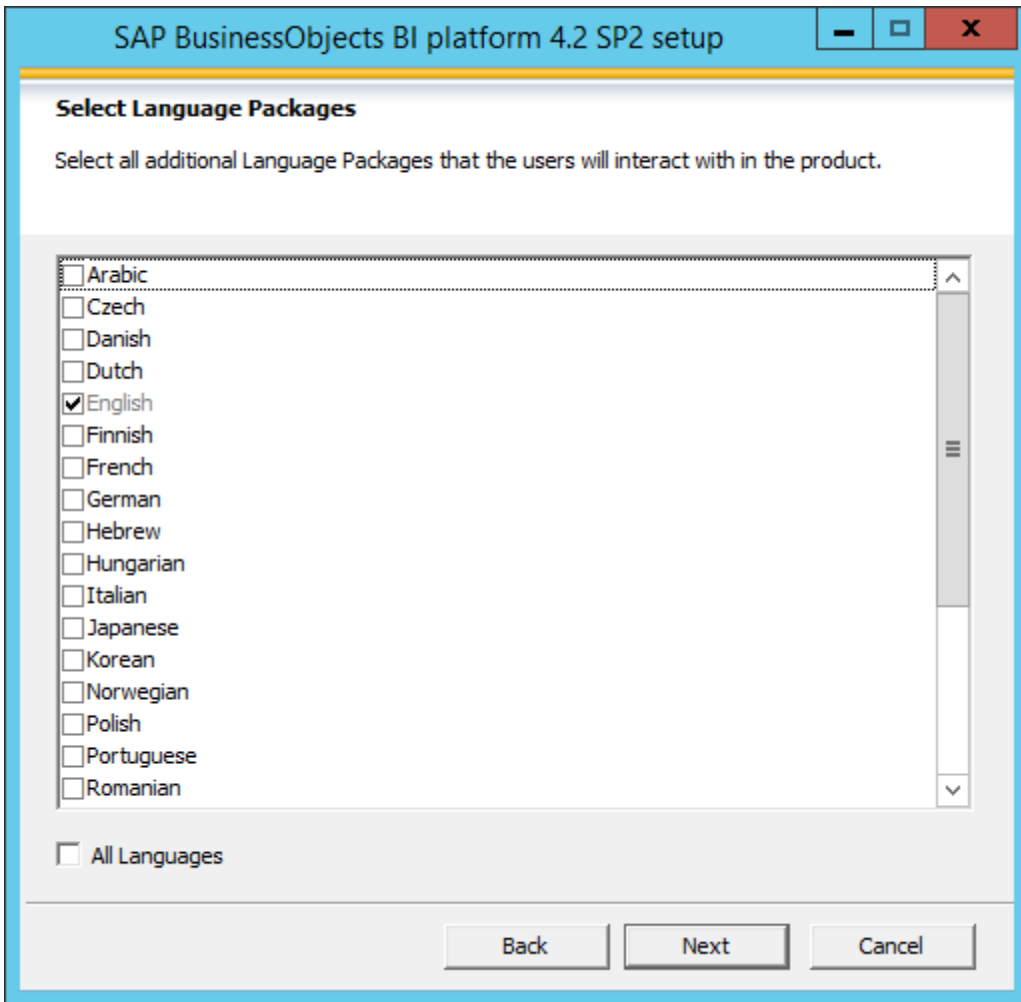 SAP BusinessObjects BI platform 4.2 SP2 setup
Select Language Packages
Select all additional Language Packages that the users will interact with in the product.
Arabic
Czech
Danish
Dutch
English
Finnish
French
German
Hebrew
Hungarian
Italian
Japanese
Korean
Norwegian
Polish
Portuguese
Romanian
All Languages
Back Next Cancel